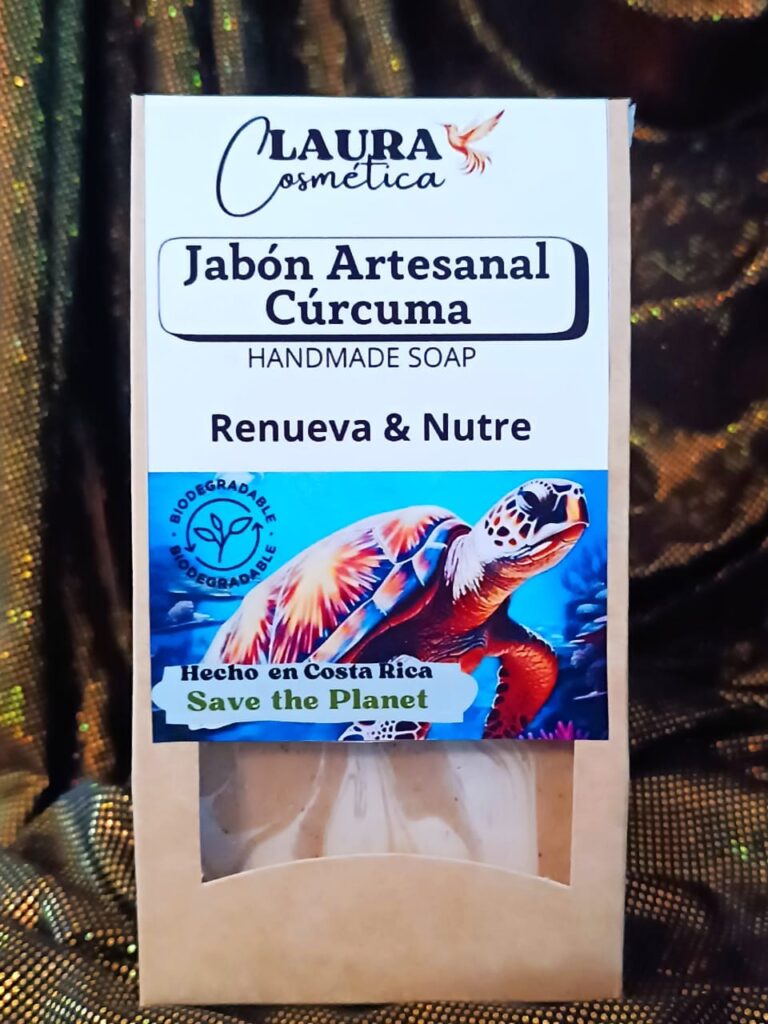 LAURA
Cosmética
Jabón Artesanal
Cúrcuma
HANDMADE SOAP
Renueva & Nutre
BIODEGRADABLE
BIODEGRADABLE
Hecho en Costa Rica
Save the Planet